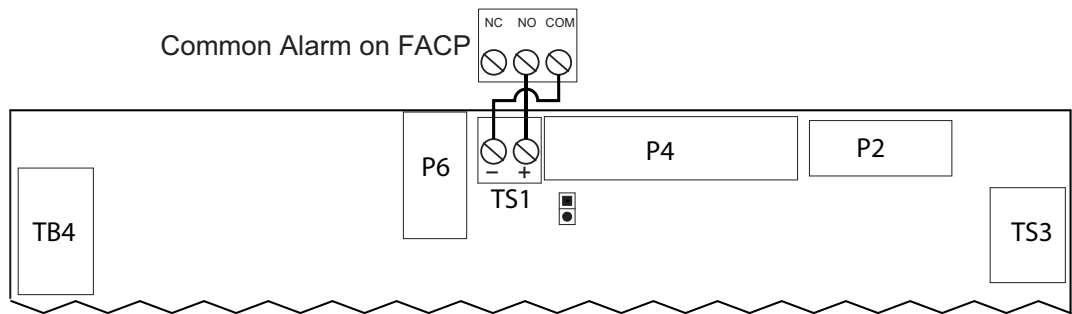 NC NO COM
Common Alarm on FACP
P6
– +
TS1
P4
P2
TB4
TS3